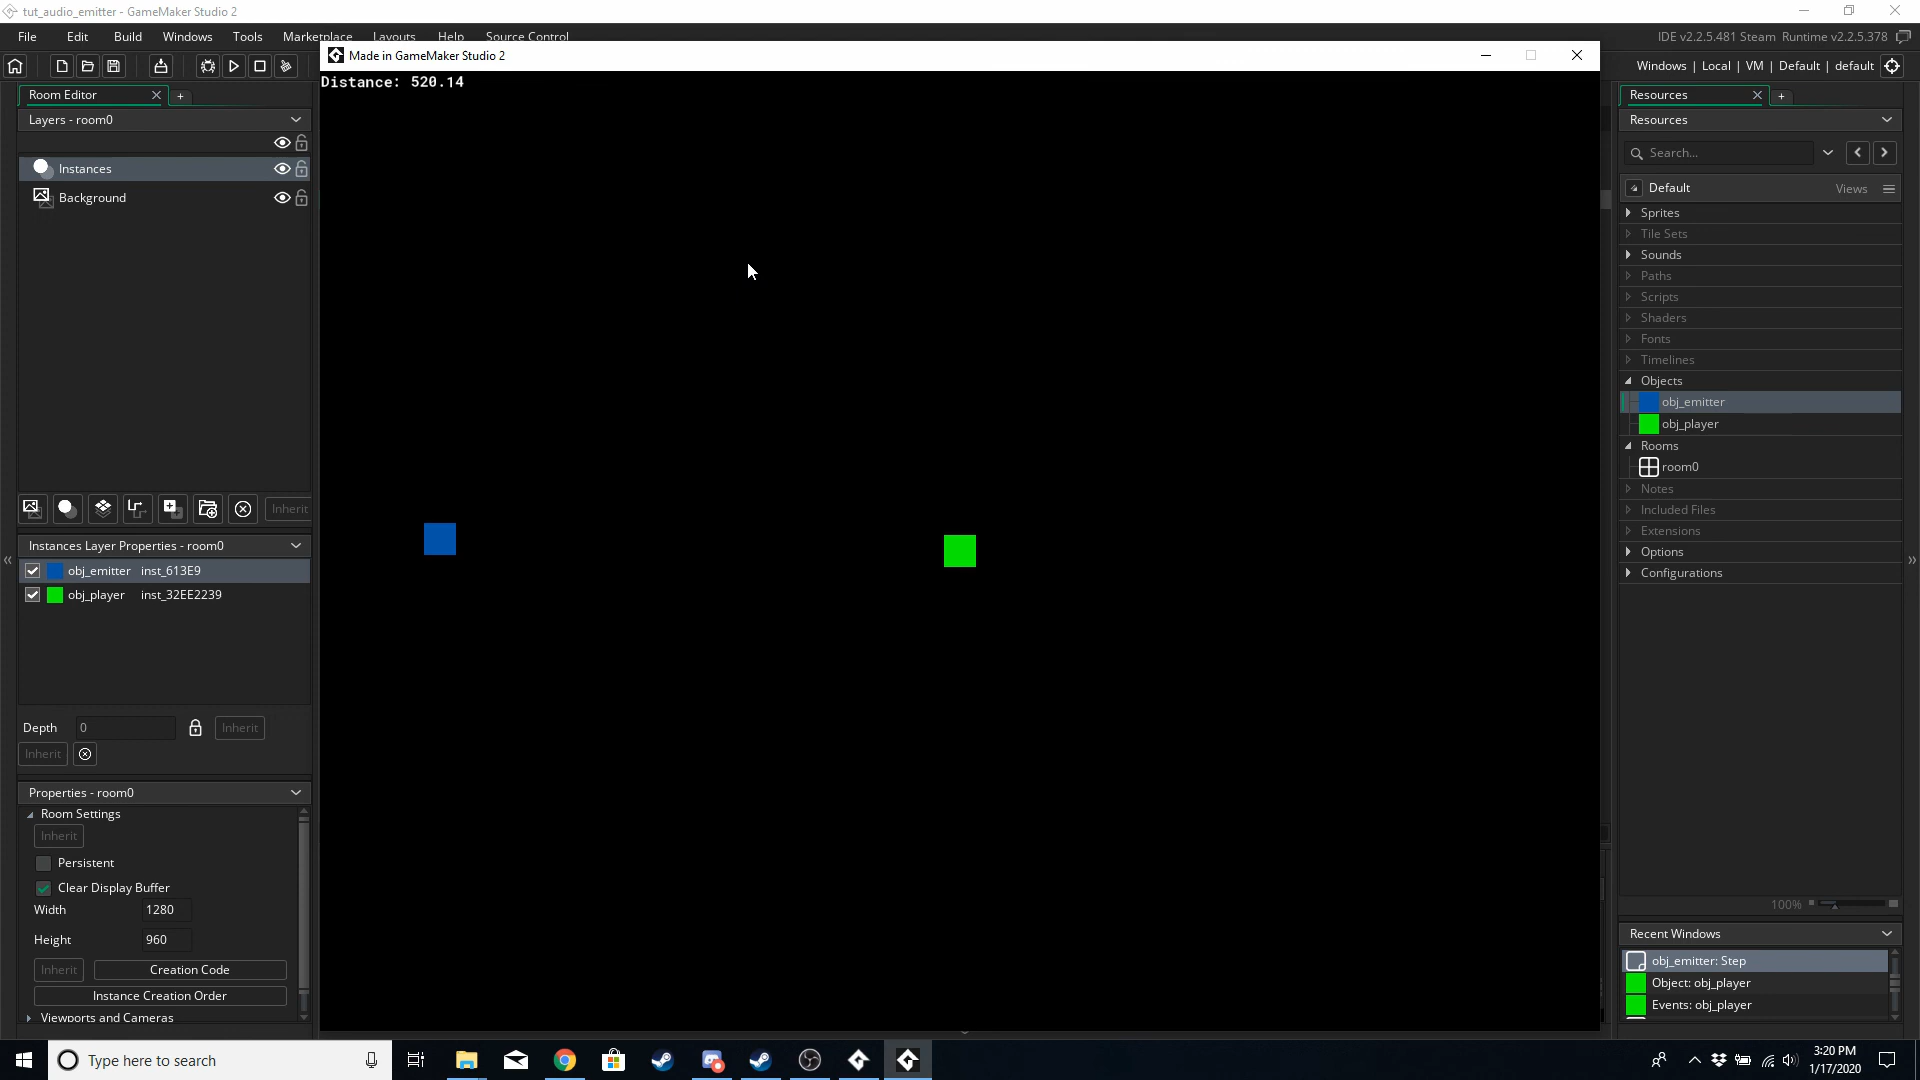 tut_audio_emitter - GameMaker Studio 2
File Edit Build Windows Tools Marketplace Layouts Help Source Control
IDE v2.2.5.481 Steam Runtime v2.2.5.378
Windows | Local | VM | Default | default
Made in GameMaker Studio 2
Distance: 520.14
Room Editor
Layers - room0
Instances
Background
Inherit
Instances Layer Properties - room0
obj_emitter inst_613E9
obj_player inst_32EE2239
Depth 0 Inherit
Inherit
Properties - room0
Room Settings
Inherit
Persistent
Clear Display Buffer
Width 1280
Height 960
Inherit Creation Code
Instance Creation Order
Viewports and Cameras
Resources
Resources
Search...
Default Views
Sprites
Tile Sets
Sounds
Paths
Scripts
Shaders
Fonts
Timelines
Objects
obj_emitter
obj_player
Rooms
room0
Notes
Included Files
Extensions
Options
Configurations
100%
Recent Windows
obj_emitter: Step
Object: obj_player
Events: obj_player
Type here to search
3:20 PM
1/17/2020